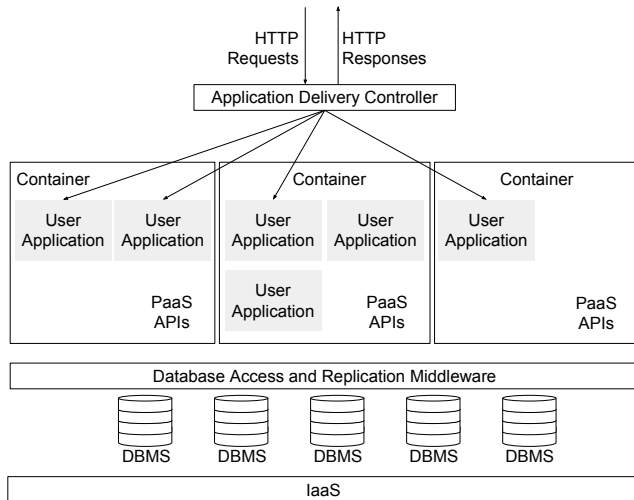 HTTP
Requests
HTTP
Responses
Application Delivery Controller
Container
User
Application
User
Application
PaaS
APIs
Container
User
Application
User
Application
User
Application
PaaS
APIs
Container
User
Application
PaaS
APIs
Database Access and Replication Middleware
DBMS
DBMS
DBMS
DBMS
DBMS
IaaS